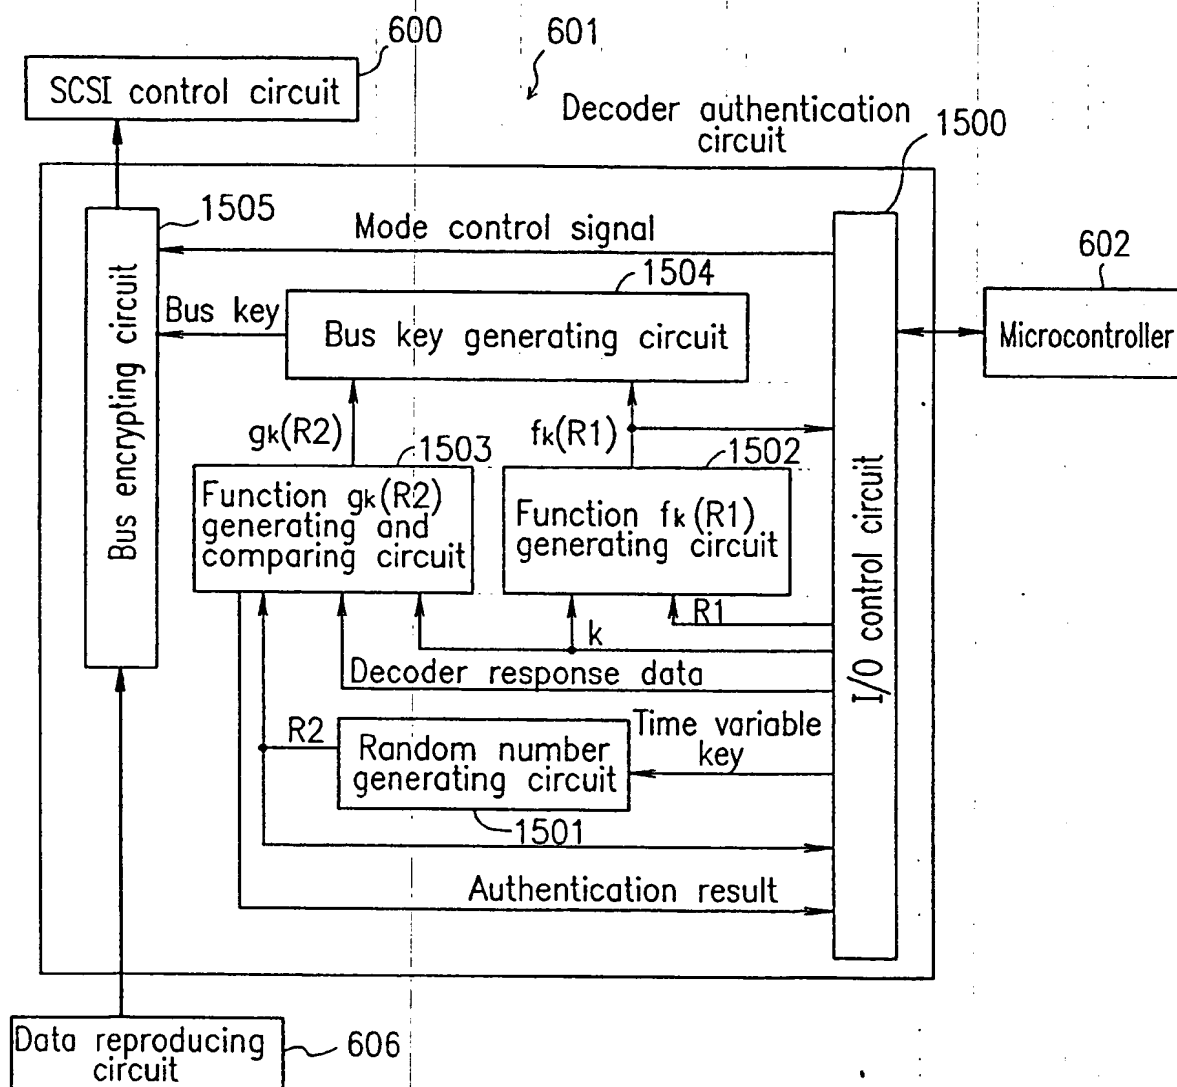 600
601
SCSI control circuit
Decoder authentication
circuit
1500
1505
Mode control signal
602
1504
Bus key
Bus key generating circuit
Microcontroller
Bus encrypting circuit
gk(R2)
fk(R1)
1503
1502
Function gk(R2)
generating and
comparing circuit
Function fk(R1)
generating circuit
I/O control circuit
R1
k
Decoder response data
R2
Random number
generating circuit
Time variable
key
1501
Authentication result
Data reproducing
circuit
606